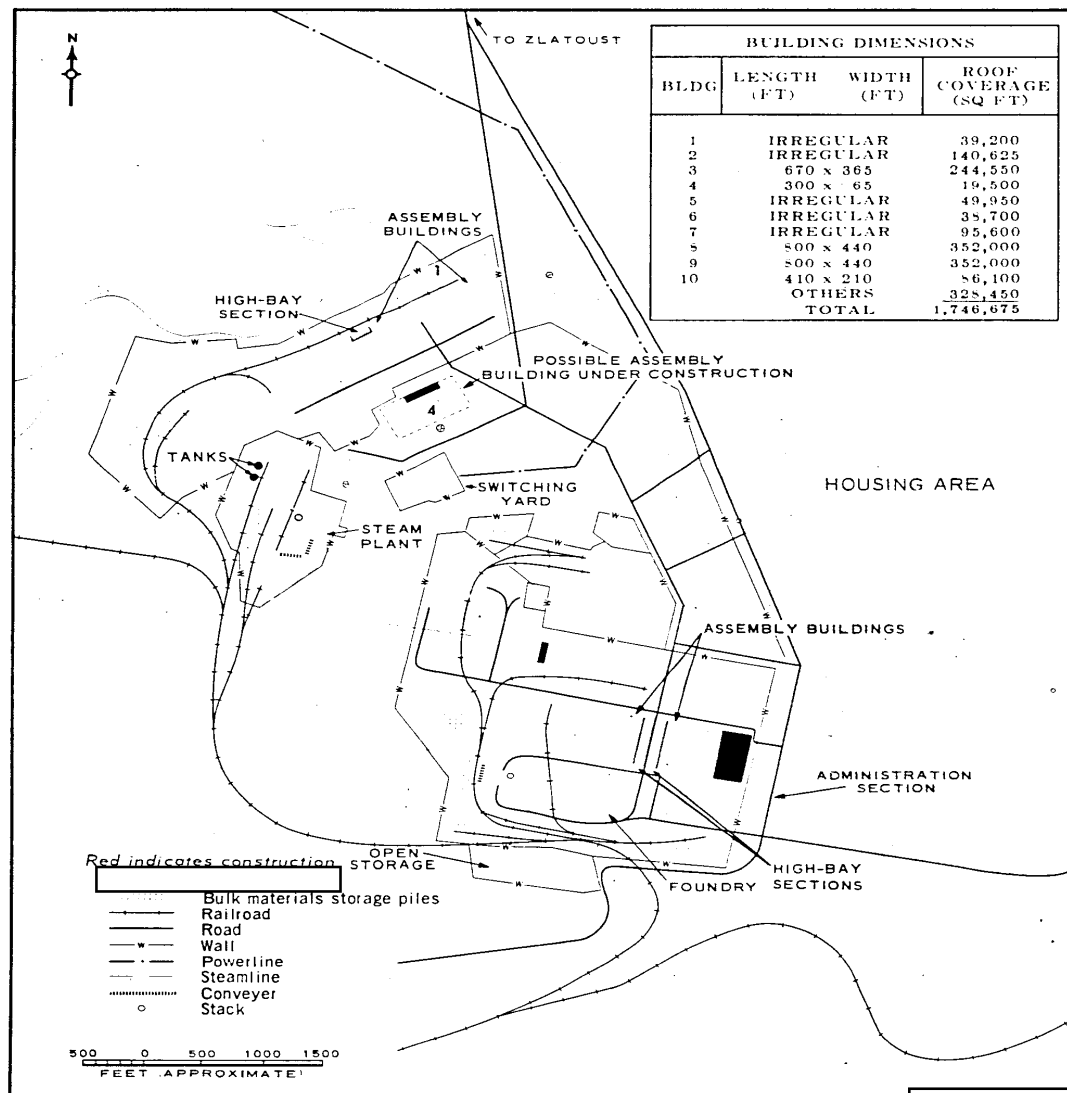 N
TO ZLATOUST
BUILDING DIMENSIONS
BLDG LENGTH (FT) WIDTH (FT) ROOF COVERAGE (SQ FT)
1 IRREGULAR 39,200
2 IRREGULAR 140,625
3 670 x 365 244,550
4 300 x 65 19,500
5 IRREGULAR 49,950
6 IRREGULAR 38,700
7 IRREGULAR 95,600
8 800 x 440 352,000
9 800 x 440 352,000
10 410 x 210 86,100
OTHERS 328,450
TOTAL 1,746,675
ASSEMBLY
BUILDINGS
1
HIGH-BAY
SECTION
POSSIBLE ASSEMBLY
BUILDING UNDER CONSTRUCTION
4
TANKS
SWITCHING
YARD
HOUSING AREA
STEAM
PLANT
ASSEMBLY BUILDINGS
ADMINISTRATION
SECTION
OPEN
STORAGE
FOUNDRY
HIGH-BAY
SECTIONS
Red indicates construction
Bulk materials storage piles
Railroad
Road
W Wall
Powerline
Steamline
Conveyer
Stack
500 0 500 1000 1500
FEET (APPROXIMATE)